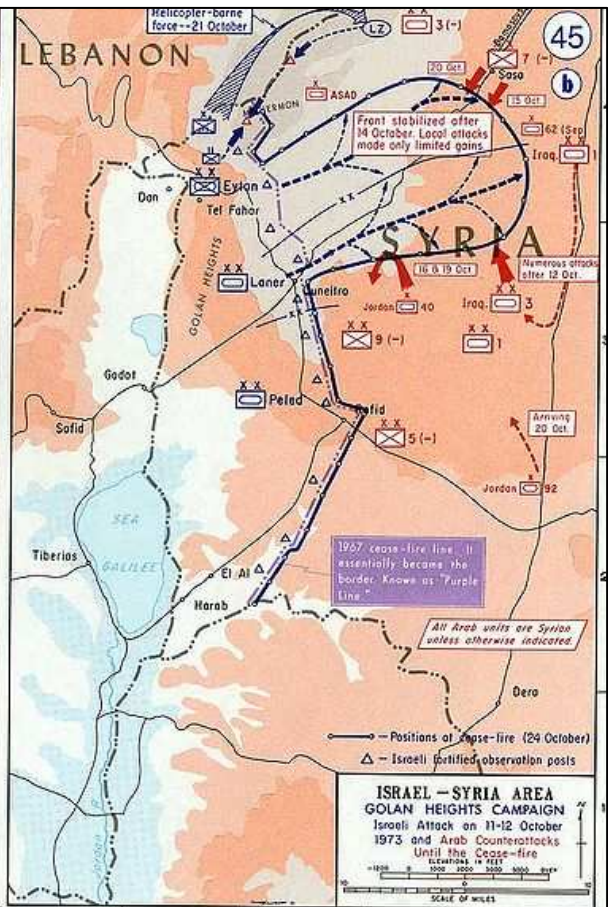 Helicopter-borne
force--21 October
45
b
LEBANON
LZ
3 (-)
7 (-)
Sasa
20 Oct.
15 Oct.
HERMON
ASAD
Front stabilized after
14 October. Local attacks
made only limited gains.
62 (Sep
Iraq.
1
Eytan
Dan
Tel Fahar
SYRIA
GOLAN HEIGHTS
Laner
Quneitra
16 & 19 Oct.
Numerous attacks
after 12 Oct.
Jordan
40
Iraq.
3
9 (-)
1
Gadot
Peled
Safid
Rafid
5 (-)
Arriving
20 Oct.
Jordan
92
SEA
GALILEE
Tiberias
El Al
Harab
1967 cease-fire line. It
essentially became the
border. Known as "Purple
Line."
2
All Arab units are Syrian
unless otherwise indicated.
Dera
Jordan R.
— Positions at cease-fire (24 October)
— Israeli fortified observation posts
ISRAEL — SYRIA AREA
GOLAN HEIGHTS CAMPAIGN
Israeli Attack on 11-12 October
1973 and Arab Counterattacks
Until the Cease-fire
ELEVATIONS IN FEET
SCALE OF MILES